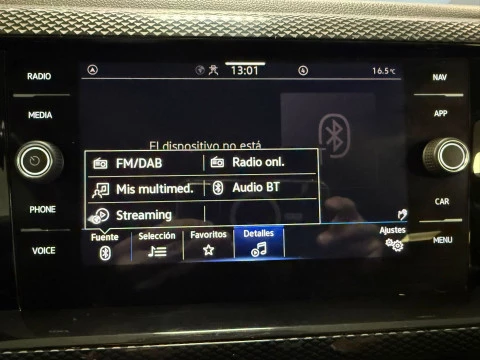 RADIO
MEDIA
PHONE
VOICE
13:01
16.5°C
El dispositivo no está
FM/DAB
Radio onl.
Mis multimed.
Audio BT
Streaming
Fuente
Selección
Favoritos
Detalles
Ajustes
NAV
APP
CAR
MENU